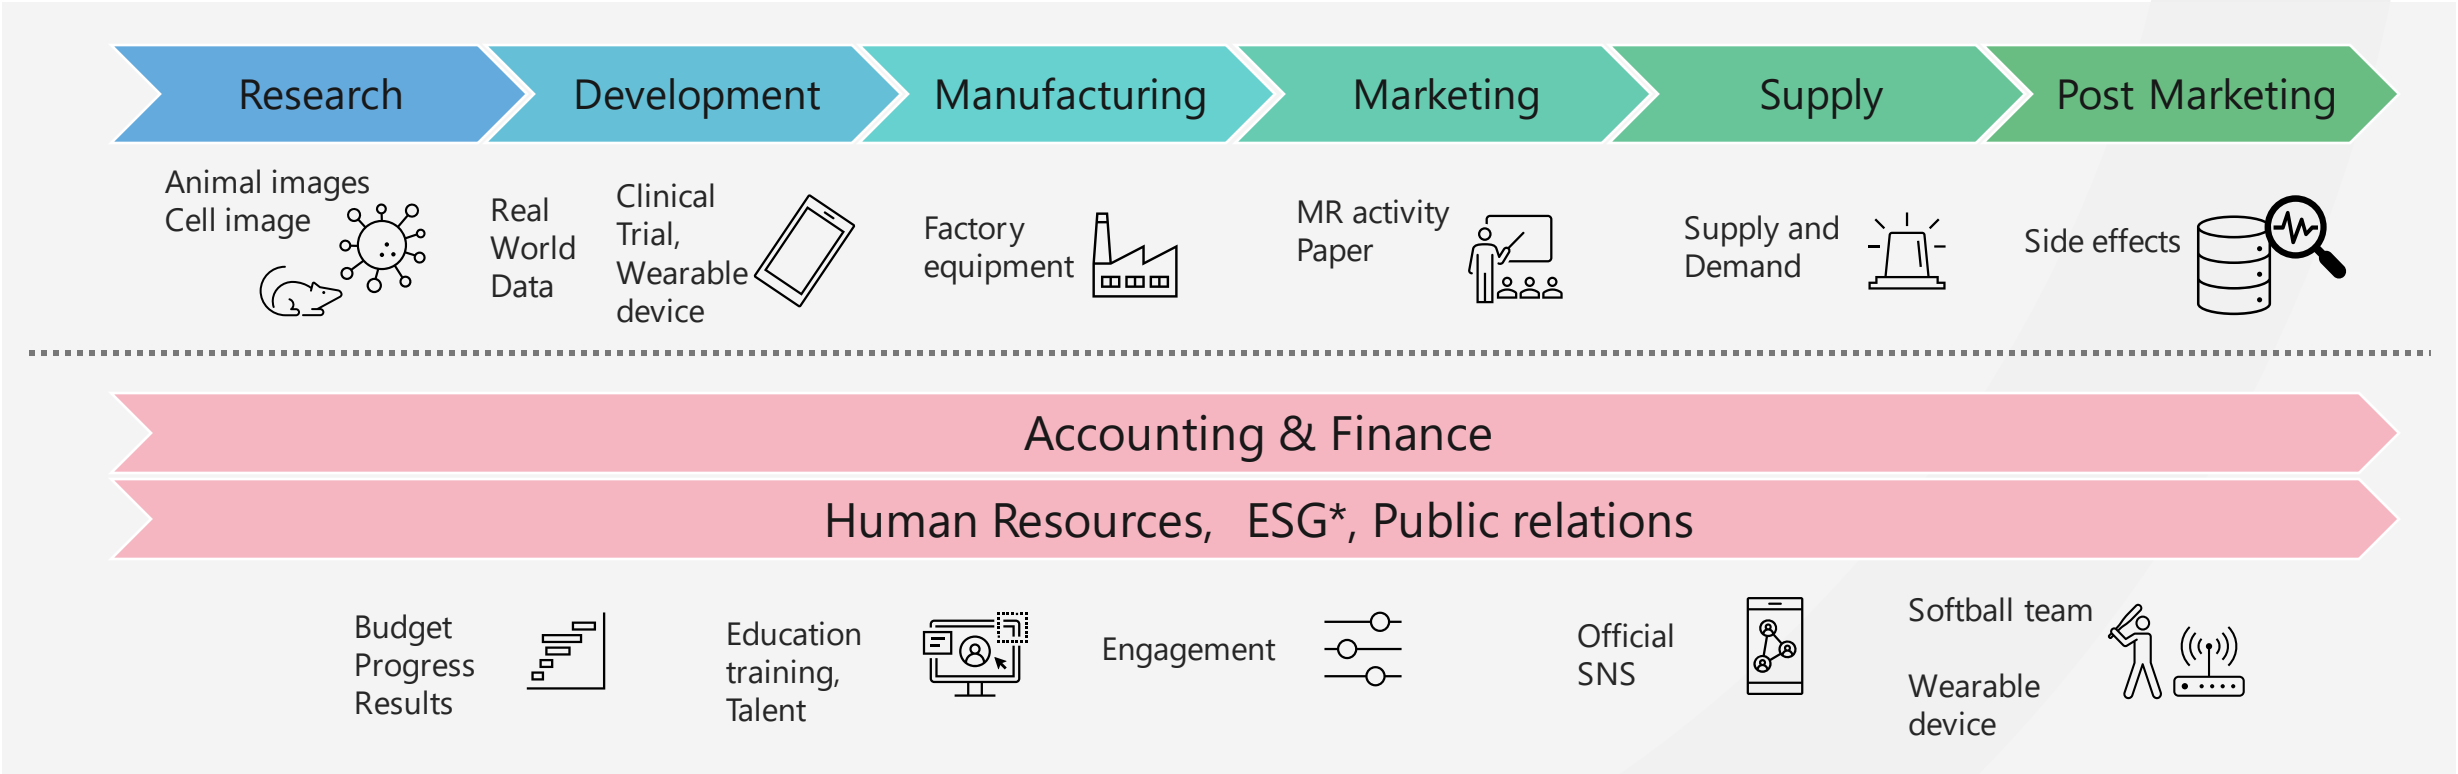 Research
Development
Manufacturing
Marketing
Supply
Post Marketing
Animal images
Cell image
Real
World
Data
Clinical
Trial,
Wearable
device
Factory
equipment
MR activity
Paper
Supply and
Demand
Side effects
Accounting & Finance
Human Resources, ESG*, Public relations
Budget
Progress
Results
Education
training,
Talent
Engagement
Official
SNS
Softball team
Wearable
device